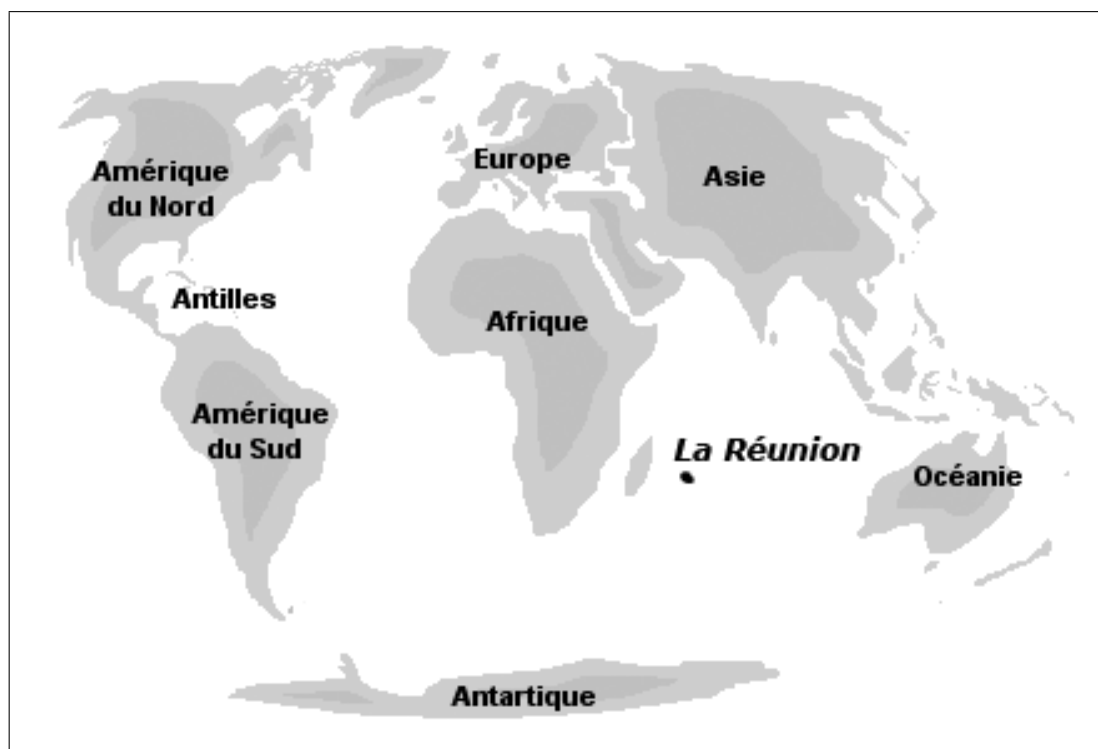 Amérique
du Nord
Europe
Asie
Antilles
Afrique
Amérique
du Sud
La Réunion
Océanie
Antartique